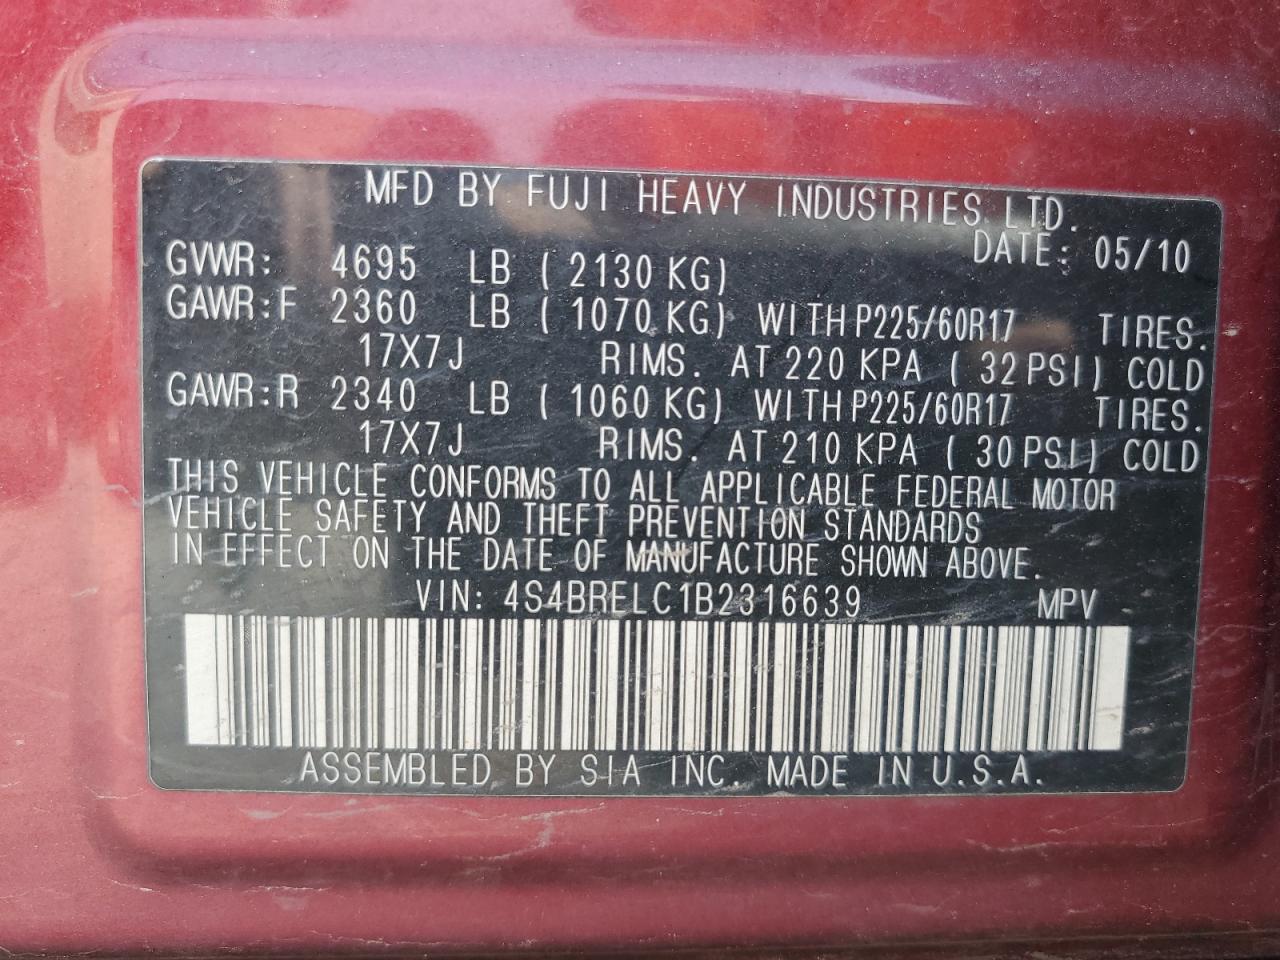 MFD BY FUJI HEAVY INDUSTRIES LTD.
DATE: 05/10
GVWR: 4695 LB ( 2130 KG)
GAWR:F 2360 LB ( 1070 KG) WITH P225/60R17 TIRES.
17X7J RIMS. AT 220 KPA ( 32 PSI) COLD
GAWR:R 2340 LB ( 1060 KG) WITH P225/60R17 TIRES.
17X7J RIMS. AT 210 KPA ( 30 PSI) COLD
THIS VEHICLE CONFORMS TO ALL APPLICABLE FEDERAL MOTOR
VEHICLE SAFETY AND THEFT PREVENTION STANDARDS
IN EFFECT ON THE DATE OF MANUFACTURE SHOWN ABOVE.
VIN: 4S4BRELC1B2316639 MPV
ASSEMBLED BY SIA INC. MADE IN U.S.A.